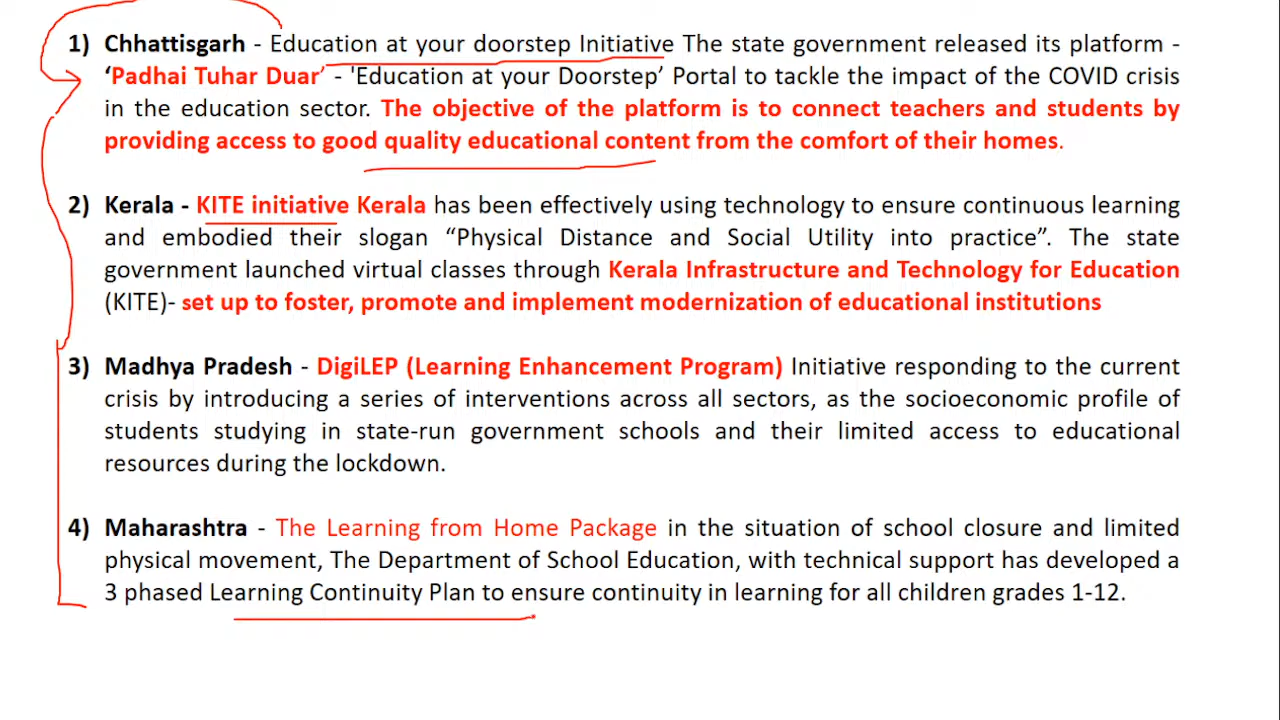 1) Chhattisgarh - Education at your doorstep Initiative The state government released its platform -
‘Padhai Tuhar Duar’ - 'Education at your Doorstep’ Portal to tackle the impact of the COVID crisis
in the education sector. The objective of the platform is to connect teachers and students by
providing access to good quality educational content from the comfort of their homes.
2) Kerala - KITE initiative Kerala has been effectively using technology to ensure continuous learning
and embodied their slogan “Physical Distance and Social Utility into practice”. The state
government launched virtual classes through Kerala Infrastructure and Technology for Education
(KITE)- set up to foster, promote and implement modernization of educational institutions
3) Madhya Pradesh - DigiLEP (Learning Enhancement Program) Initiative responding to the current
crisis by introducing a series of interventions across all sectors, as the socioeconomic profile of
students studying in state-run government schools and their limited access to educational
resources during the lockdown.
4) Maharashtra - The Learning from Home Package in the situation of school closure and limited
physical movement, The Department of School Education, with technical support has developed a
3 phased Learning Continuity Plan to ensure continuity in learning for all children grades 1-12.